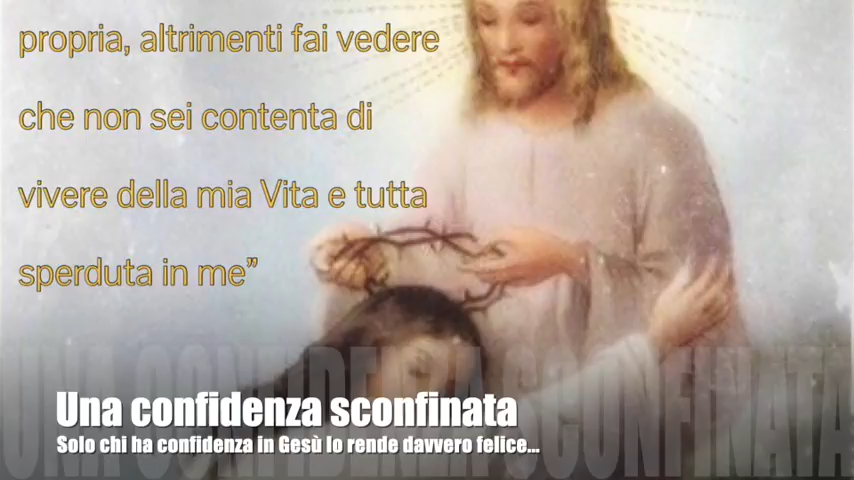 propria, altrimenti fai vedere
che non sei contenta di
vivere della mia Vita e tutta
sperduta in me”
UNA CONFIDENZA SCONFINATA
Una confidenza sconfinata
Solo chi ha confidenza in Gesù lo rende davvero felice...